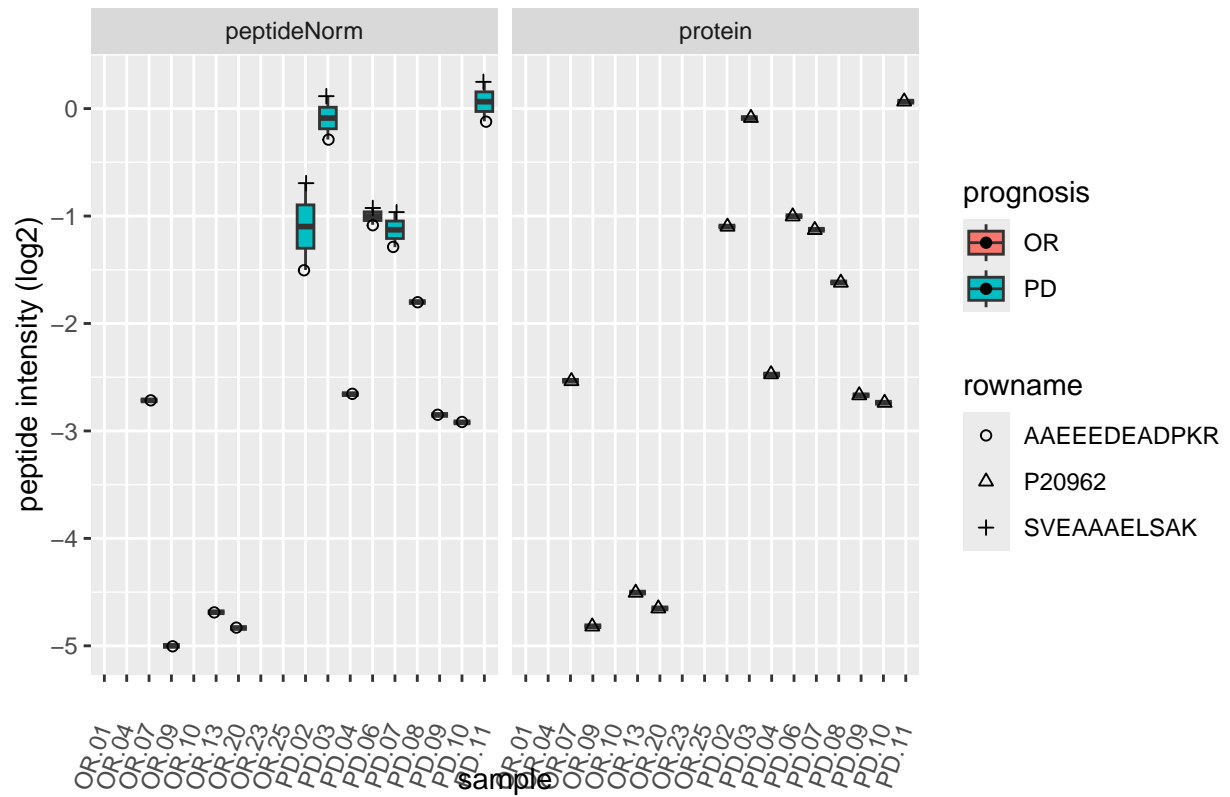 peptideNorm
protein
peptide intensity (log2)
0
−1
−2
−3
−4
−5
OR.01
OR.04
OR.07
OR.09
OR.10
OR.13
OR.20
OR.23
OR.25
PD.02
PD.03
PD.04
PD.06
PD.07
PD.08
PD.09
PD.10
PD.11
OR.01
OR.04
OR.07
OR.09
OR.10
OR.13
OR.20
OR.23
OR.25
PD.02
PD.03
PD.04
PD.06
PD.07
PD.08
PD.09
PD.10
PD.11
sample
prognosis
OR
PD
rowname
AAEEEDEADPKR
P20962
SVEAAAELSAK